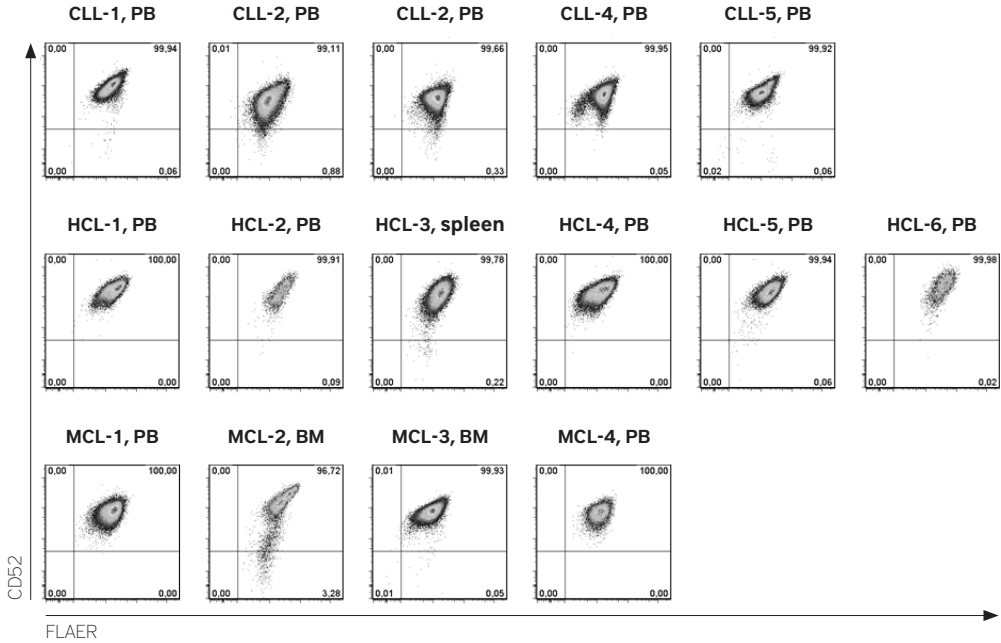 CLL-1, PB CLL-2, PB CLL-2, PB CLL-4, PB CLL-5, PB
0,00 99,94 0,01 99,11 0,00 99,66 0,00 99,95 0,00 99,92
0,00 0,06 0,00 0,88 0,00 0,33 0,00 0,05 0,02 0,06
HCL-1, PB HCL-2, PB HCL-3, spleen HCL-4, PB HCL-5, PB HCL-6, PB
0,00 100,00 0,00 99,91 0,00 99,78 0,00 100,00 0,00 99,94 0,00 99,98
0,00 0,00 0,00 0,09 0,00 0,22 0,00 0,00 0,00 0,06 0,00 0,02
MCL-1, PB MCL-2, BM MCL-3, BM MCL-4, PB
0,00 100,00 0,00 96,72 0,01 99,93 0,00 100,00
0,00 0,00 0,00 3,28 0,01 0,05 0,00 0,00
CD52
FLAER